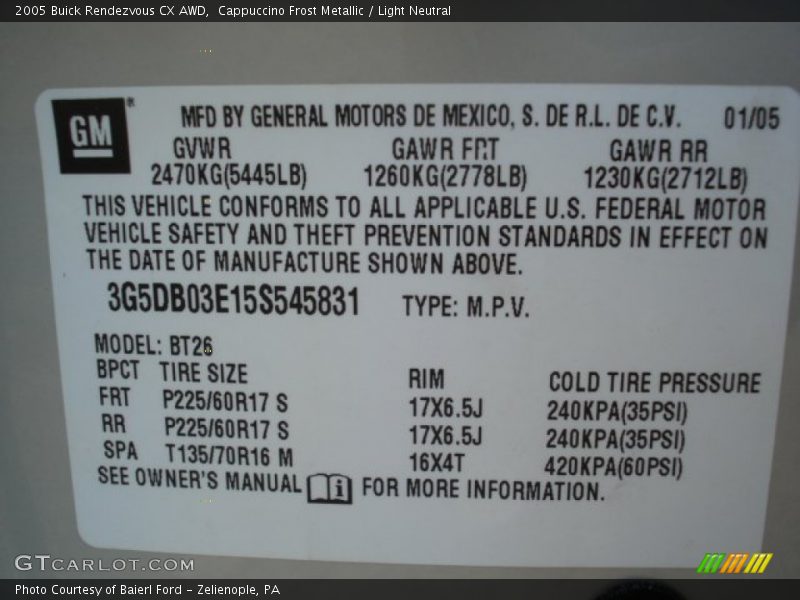 2005 Buick Rendezvous CX AWD,  Cappuccino Frost Metallic / Light Neutral
GM®
MFD BY GENERAL MOTORS DE MEXICO, S. DE R.L. DE C.V. 01/05
GVWR GAWR FRT GAWR RR
2470KG(5445LB) 1260KG(2778LB) 1230KG(2712LB)
THIS VEHICLE CONFORMS TO ALL APPLICABLE U.S. FEDERAL MOTOR
VEHICLE SAFETY AND THEFT PREVENTION STANDARDS IN EFFECT ON
THE DATE OF MANUFACTURE SHOWN ABOVE.
3G5DB03E15S545831 TYPE: M.P.V.
MODEL: BT26
BPCT TIRE SIZE RIM COLD TIRE PRESSURE
FRT P225/60R17 S 17X6.5J 240KPA(35PSI)
RR P225/60R17 S 17X6.5J 240KPA(35PSI)
SPA T135/70R16 M 16X4T 420KPA(60PSI)
SEE OWNER'S MANUAL i FOR MORE INFORMATION.
GTCARLOT.COM
Photo Courtesy of Baierl Ford - Zelienople, PA